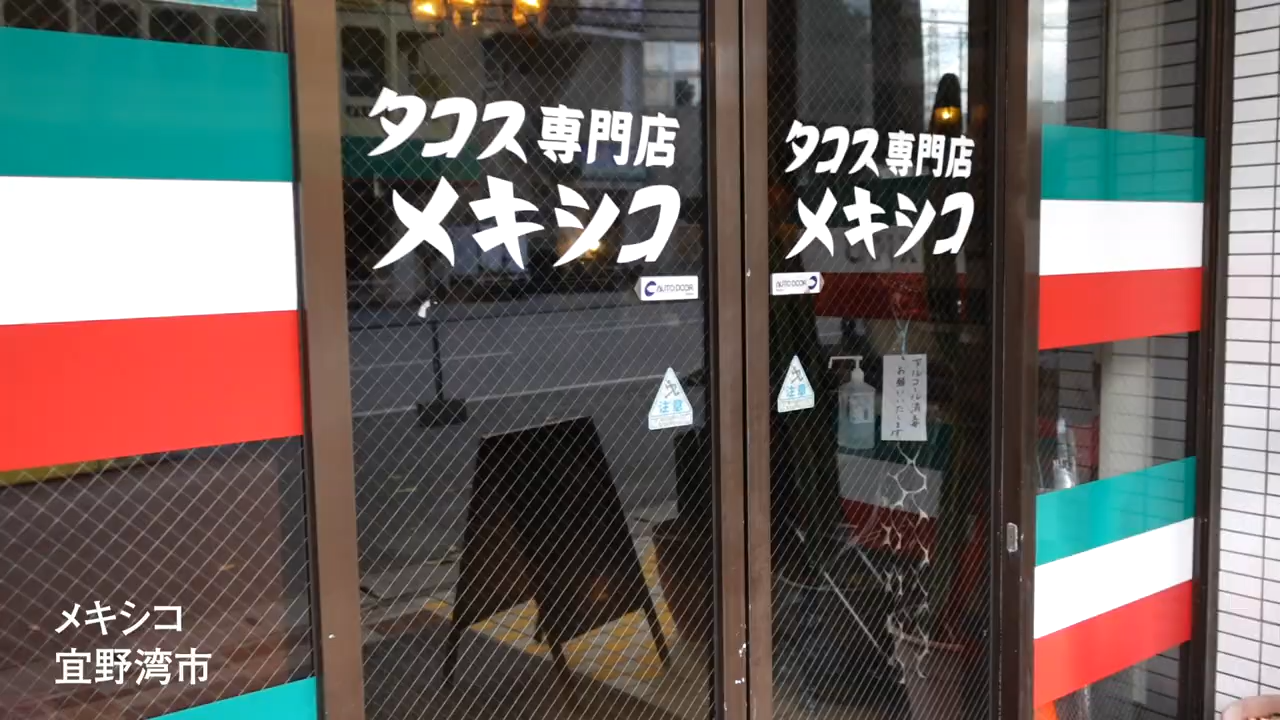 タコス専門店
メキシコ
タコス専門店
メキシコ
AUTO DOOR
AUTO DOOR
注意
注意
アルコール消毒
お願いいたします
メキシコ
宜野湾市